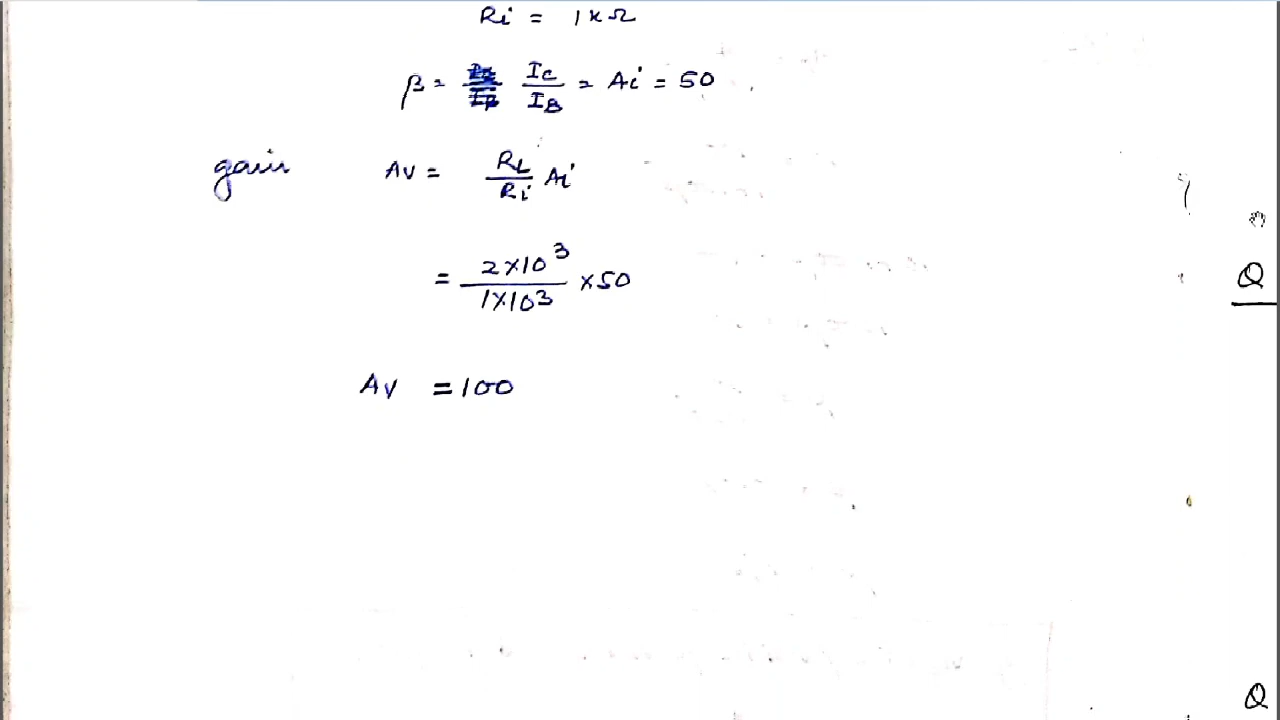 Ri = 1kΩ
β = IC/IB = Ai = 50
gain Av = RL/Ri Ai
= 2×10³/1×10³ ×50
Q
Av = 100
Q